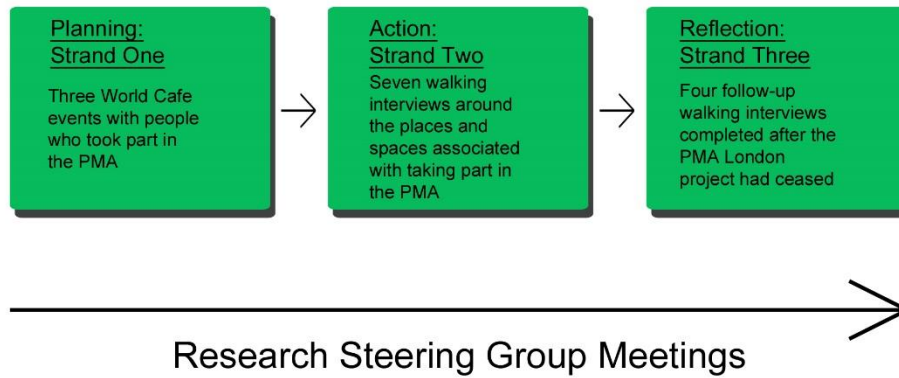 Planning:
Strand One
Three World Cafe
events with people
who took part in
the PMA
Action:
Strand Two
Seven walking
interviews around
the places and
spaces associated
with taking part in
the PMA
Reflection:
Strand Three
Four follow-up
walking interviews
completed after the
PMA London
project had ceased
Research Steering Group Meetings